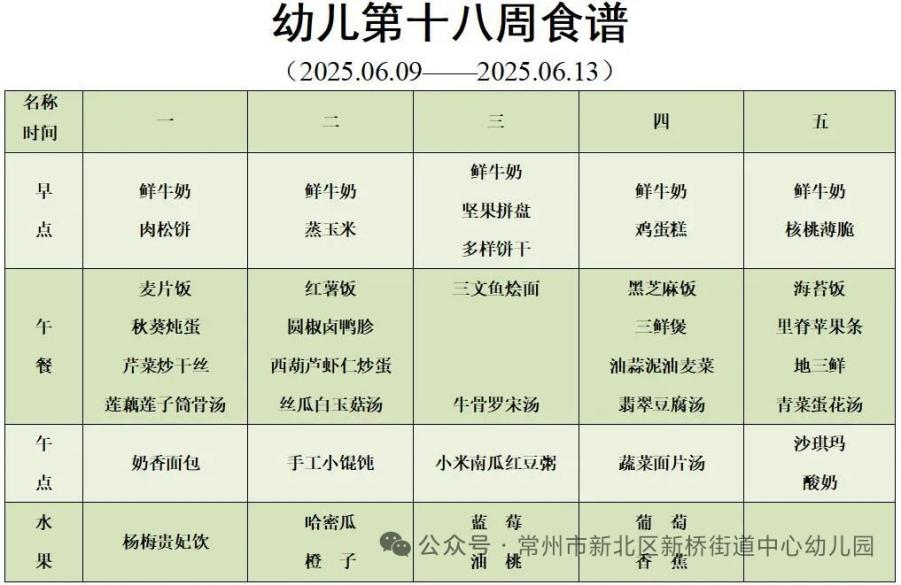 幼儿第十八周食谱
（2025.06.09——2025.06.13）
名称
时间
一
二
三
四
五
早
点
鲜牛奶
肉松饼
鲜牛奶
蒸玉米
鲜牛奶
坚果拼盘
多样饼干
鲜牛奶
鸡蛋糕
鲜牛奶
核桃薄脆
午
餐
麦片饭
秋葵炖蛋
芹菜炒干丝
莲藕莲子筒骨汤
红薯饭
圆椒卤鸭胗
西葫芦虾仁炒蛋
丝瓜白玉菇汤
三文鱼烩面
牛骨罗宋汤
黑芝麻饭
三鲜煲
油蒜泥油麦菜
翡翠豆腐汤
海苔饭
里脊苹果条
地三鲜
青菜蛋花汤
午
点
奶香面包
手工小馄饨
小米南瓜红豆粥
蔬菜面片汤
沙琪玛
酸奶
水
果
杨梅贵妃饮
哈密瓜
橙 子
蓝 莓
油 桃
葡 萄
香 蕉
公众号·常州市新北区新桥街道中心幼儿园